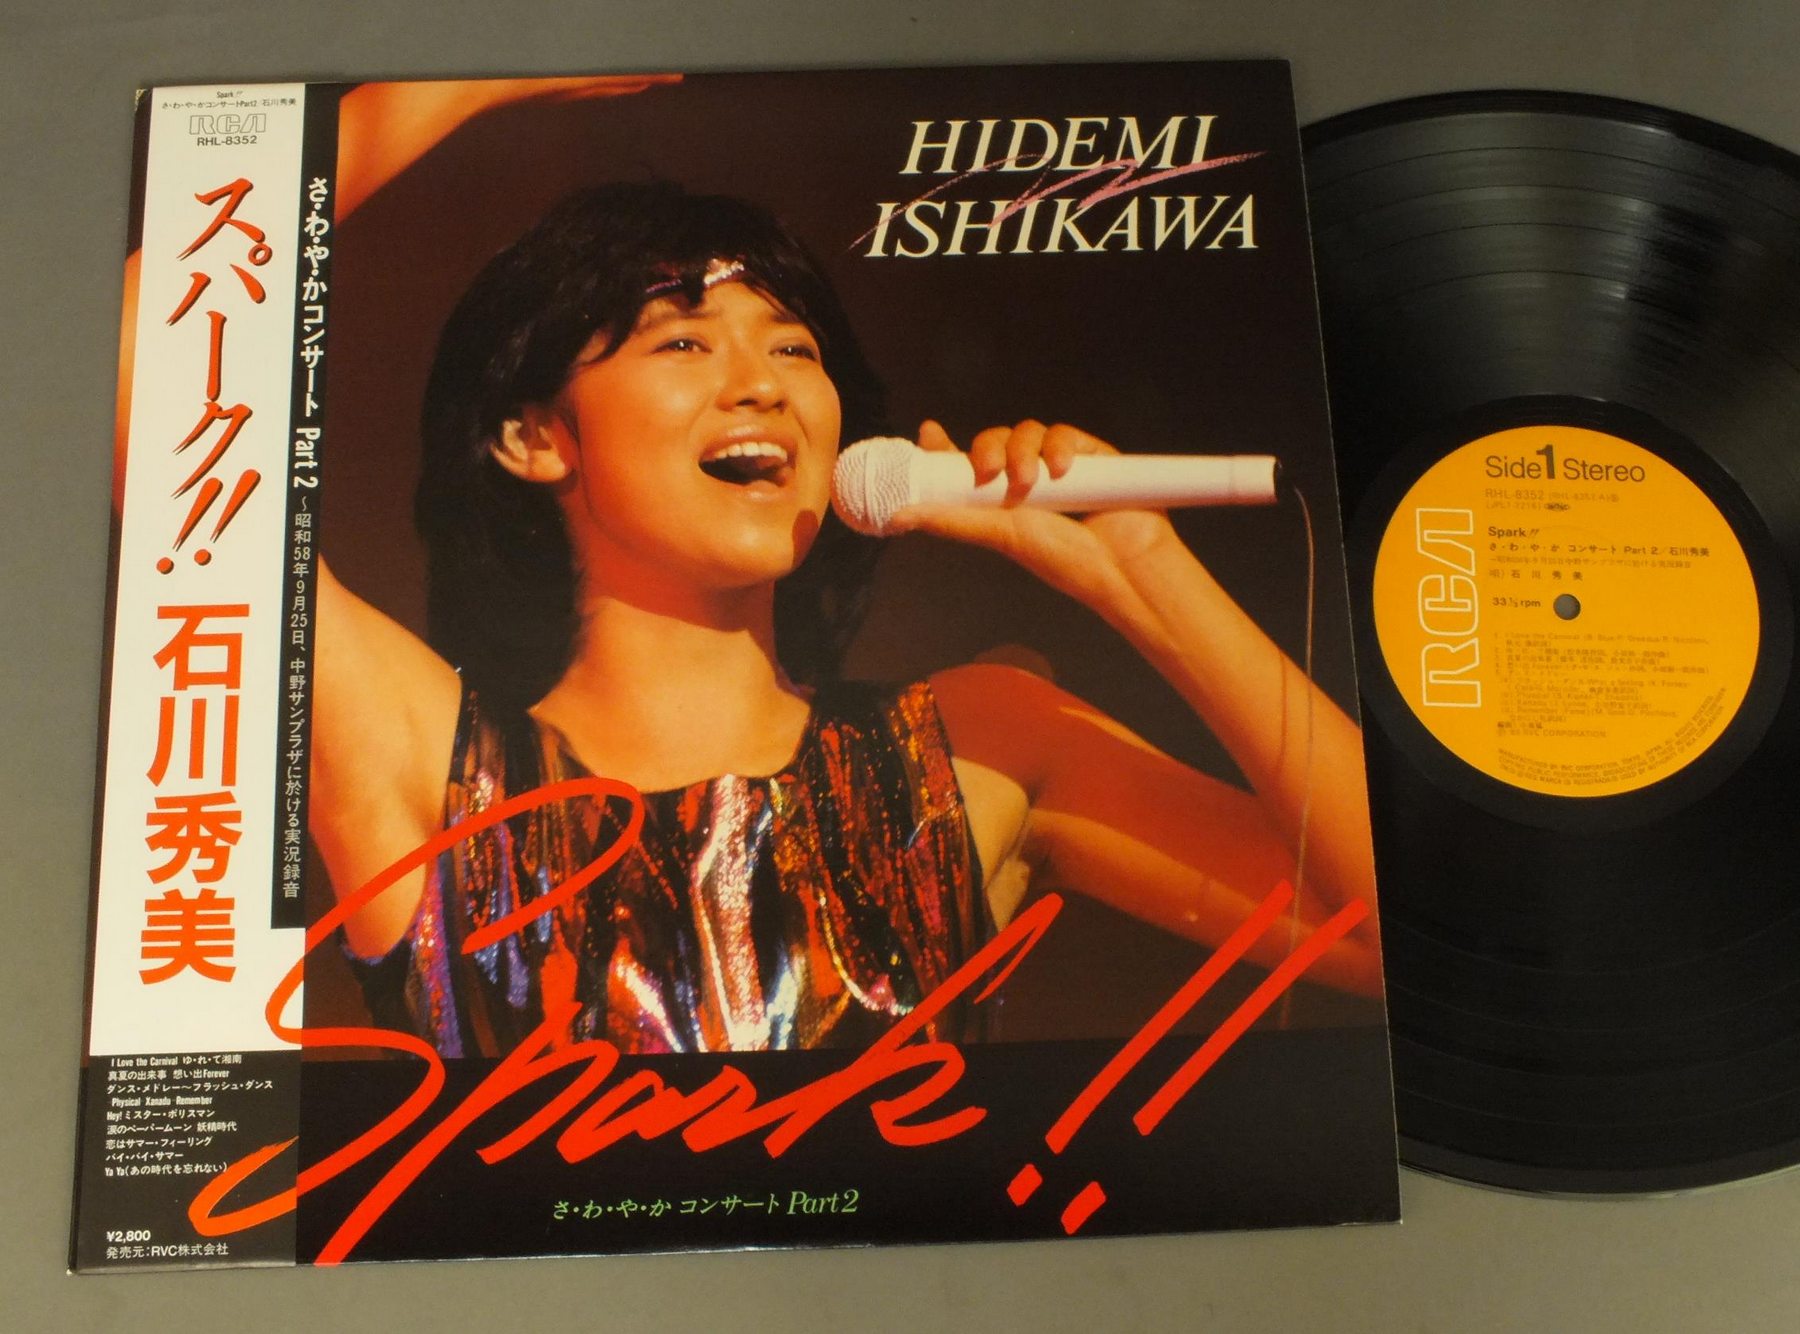 Spark!!
さ・わ・や・かコンサートPart2/石川秀美
RCA
RHL-8352
スパーク!! 石川秀美
さ・わ・や・かコンサート Part 2 〜昭和58年9月25日、中野サンプラザに於ける実況録音
I Love the Carnival ゆ・れ・て湘南
真夏の出来事 想い出Forever
ダンス・メドレー〜フラッシュ・ダンス
Physical Xanadu Remember
Hey!ミスター・ポリスマン
涙のペーパームーン 妖精時代
恋はサマー・フィーリング
バイ・バイ・サマー
Ya Ya(あの時代を忘れない)
¥2,800
発売元:RVC株式会社
HIDEMI
ISHIKAWA
Spark!!
さ・わ・や・か コンサート Part 2
Side 1 Stereo
RHL-8352
RCA
Spark!!
さ・わ・や・か コンサート Part 2/石川秀美
唄) 石川秀美
33 1/3 rpm